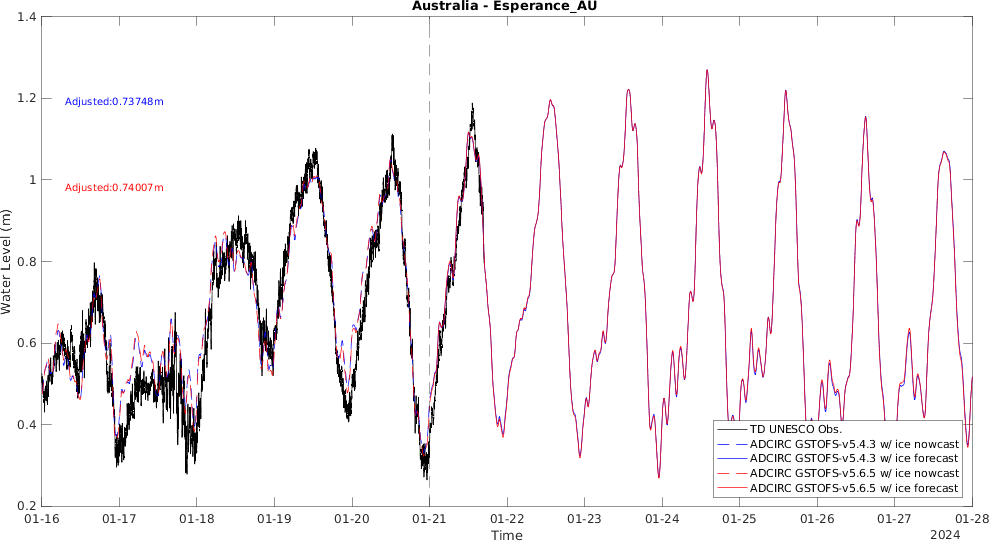 Australia - Esperance_AU
1.4
1.2
1
0.8
0.6
0.4
0.2
Water Level (m)
Adjusted:0.73748m
Adjusted:0.74007m
TD UNESCO Obs.
ADCIRC GSTOFS-v5.4.3 w/ ice nowcast
ADCIRC GSTOFS-v5.4.3 w/ ice forecast
ADCIRC GSTOFS-v5.6.5 w/ ice nowcast
ADCIRC GSTOFS-v5.6.5 w/ ice forecast
01-16 01-17 01-18 01-19 01-20 01-21 01-22 01-23 01-24 01-25 01-26 01-27 01-28
Time
2024